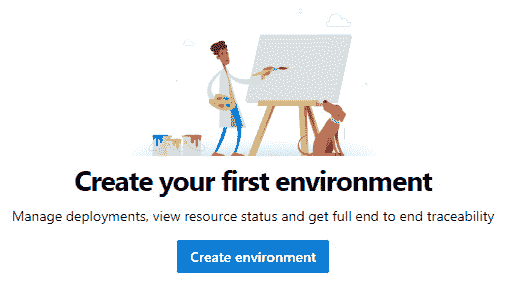 Create your first environment
Manage deployments, view resource status and get full end to end traceability
Create environment